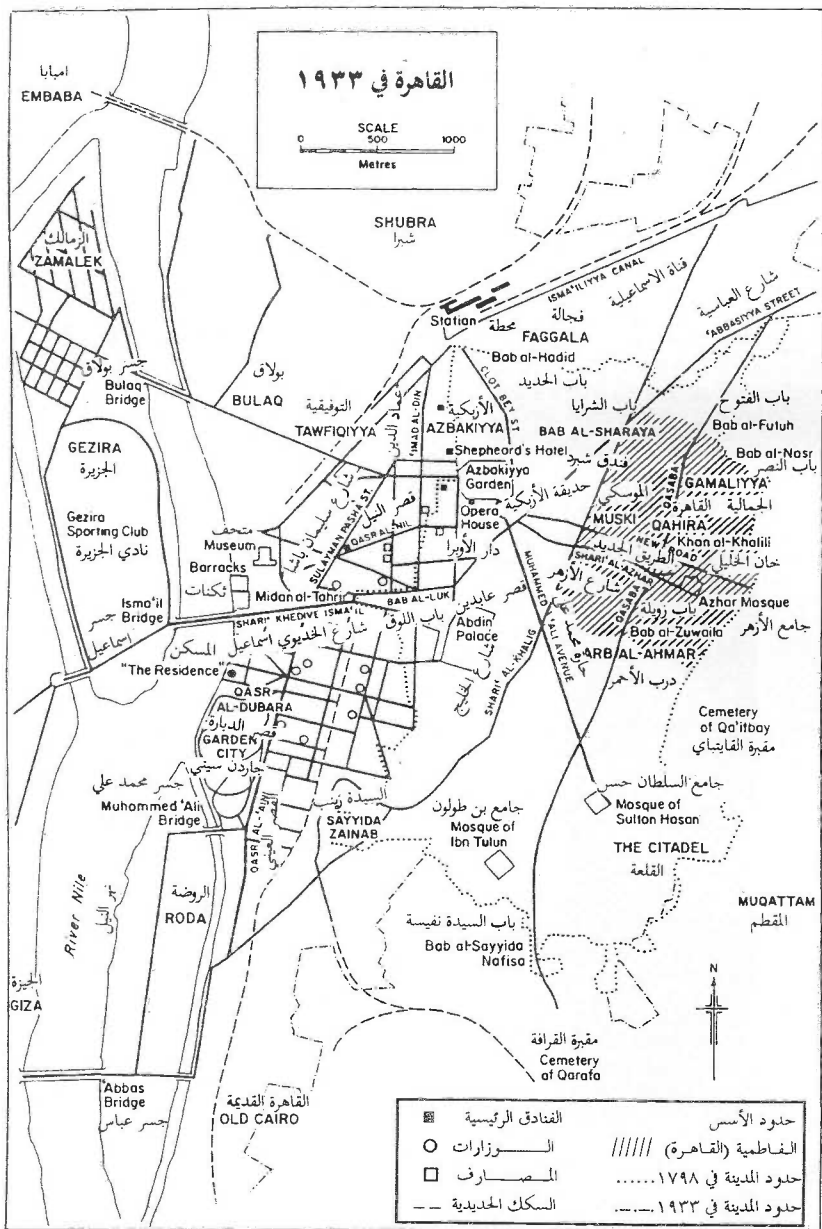 القاهرة في ١٩٣٣
SCALE
0 500 1000
Metres
امبابا
EMBABA
SHUBRA
شبرا
الزمالك
ZAMALEK
ISMA'ILIYYA CANAL
قناة الاسماعيلية
شارع العباسية
'ABBASIYYA STREET
Station
محطة
فجالة
FAGGALA
Bab al-Hadid
باب الحديد
جسر بولاق
Bulaq
Bridge
بولاق
BULAQ
التوفيقية
TAWFIQIYYA
عماد الدين
'IMAD AL-DIN
CLOT BEY ST
الأزبكية
AZBAKIYYA
باب الشرايا
BAB AL-SHARAYA
باب الفتوح
Bab al-Futuh
Shepheard's Hotel
فندق شبرد
Bab al-Nasr
باب النصر
GEZIRA
الجزيرة
Azbakiyya
Garden
حديقة الأزبكية
QASABA
GAMALIYYA
الجمالية
شارع سليمان باشا
SULAYMAN PASHA ST.
قصر النيل
QASR AL-NIL
الموسكي
MUSKI
القاهرة
QAHIRA
Gezira
Sporting Club
نادي الجزيرة
متحف
Museum
Opera
House
دار الأوبرا
Khan al-Khalili
خان الخليلي
NEW ROAD
الطريق الجديد
Barracks
ثكنات
SHARI' AL-AZHAR
شارع الأزهر
QASABA
Azhar Mosque
جامع الأزهر
Isma'il
Bridge
جسر اسماعيل
Midan al-Tahrir
BAB AL-LUK
باب اللوق
قصر عابدين
Abdin
Palace
MUHAMMED 'ALI AVENUE
حارة محمد علي
باب زويلة
Bab al-Zuwaila
SHARI' KHEDIVE ISMA'IL
شارع الخديوي اسماعيل
ARB AL-AHMAR
درب الأحمر
المسكن
"The Residence"
شارع الخليج
SHARI' AL-KHALIG
QASR
AL-DUBARA
قصر الدبارة
GARDEN
CITY
جاردن سيتي
Cemetery
of Qa'itbay
مقبرة القايتباي
جسر محمد علي
Muhammed 'Ali
Bridge
QASR AL-'AINI
القصر العيني
السيدة زينب
SAYYIDA
ZAINAB
جامع بن طولون
Mosque of
Ibn Tulun
جامع السلطان حسن
Mosque of
Sultan Hasan
THE CITADEL
القلعة
MUQATTAM
المقطم
River Nile
نهر النيل
الروضة
RODA
باب السيدة نفيسة
Bab al-Sayyida
Nafisa
الجيزة
GIZA
N
مقبرة القرافة
Cemetery
of Qarafa
Abbas
Bridge
جسر عباس
القاهرة القديمة
OLD CAIRO
حدود الأسس
الفنادق الرئيسية
الفاطمية (القاهرة)
الوزارات
حدود المدينة في ١٧٩٨
المصارف
حدود المدينة في ١٩٣٣
السكك الحديدية